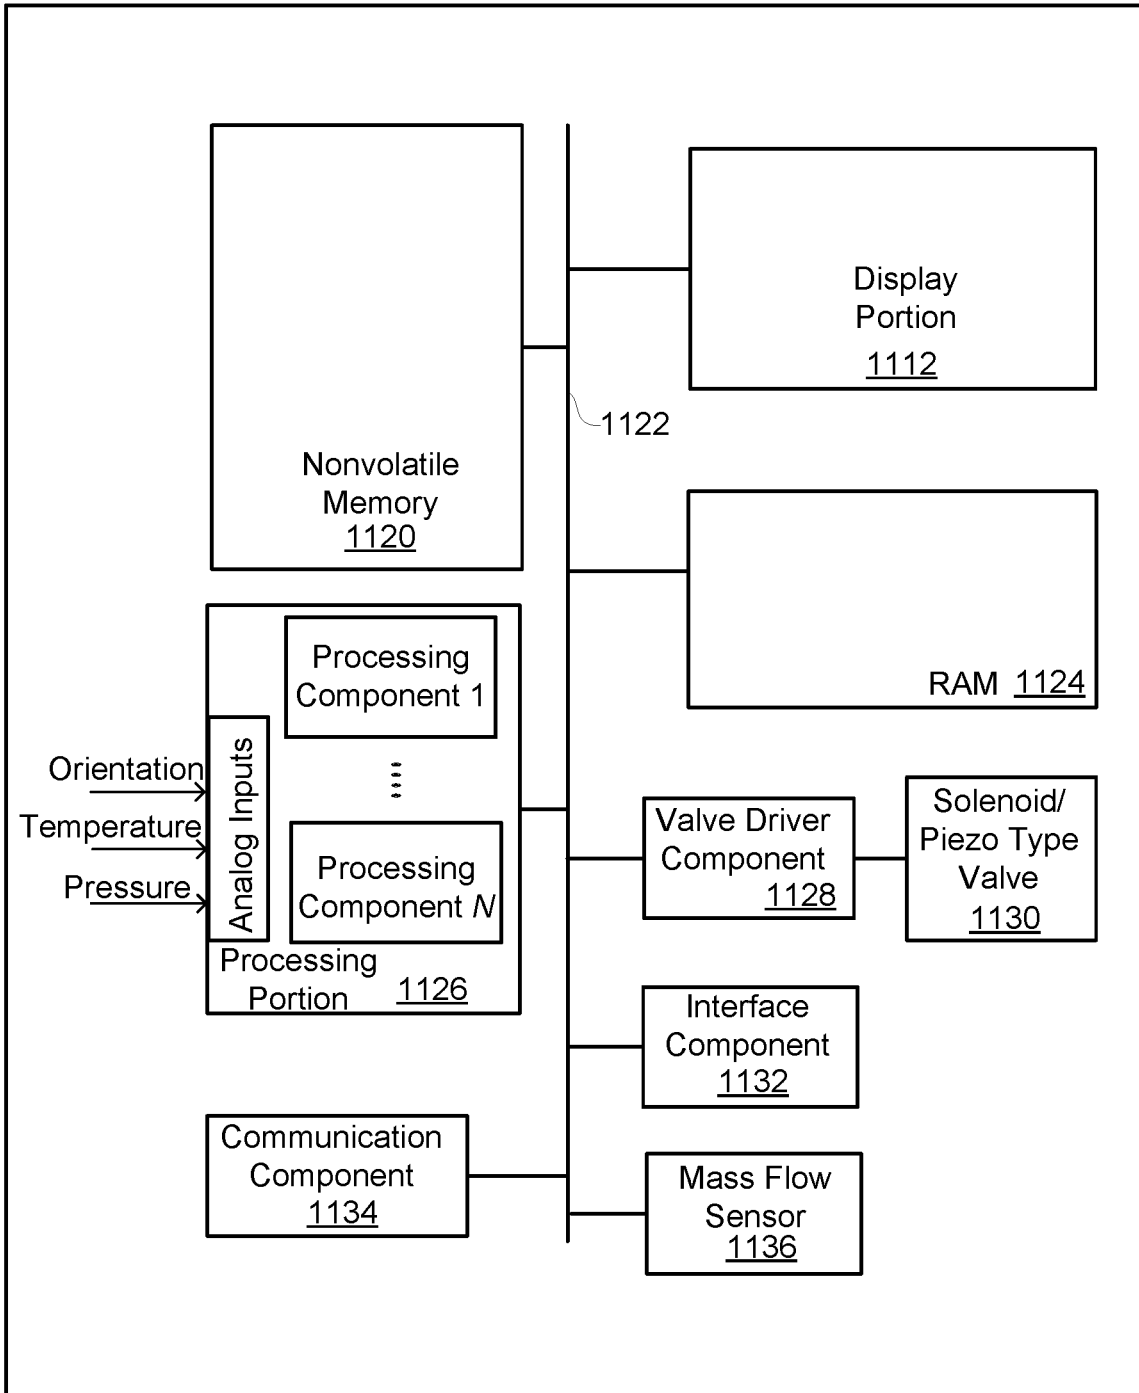 Nonvolatile
Memory
1120
Display
Portion
1112
1122
RAM 1124
Processing
Component 1
Processing
Component N
Analog Inputs
Orientation
Temperature
Pressure
Processing
Portion 1126
Valve Driver
Component
1128
Solenoid/
Piezo Type
Valve
1130
Interface
Component
1132
Communication
Component
1134
Mass Flow
Sensor
1136